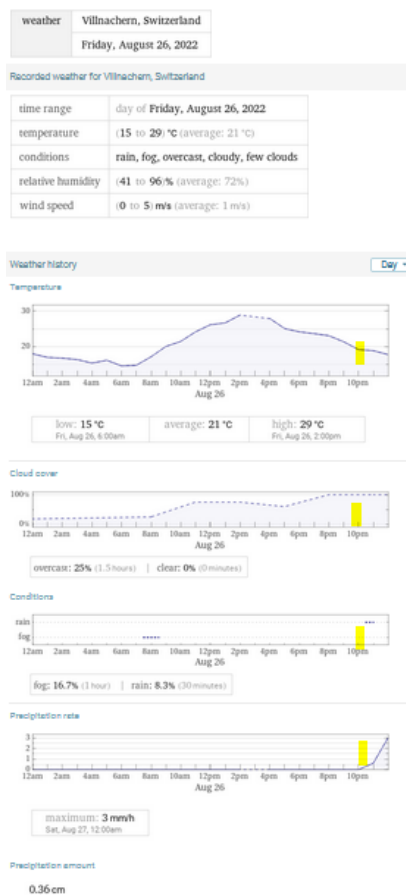 weather Villnachern, Switzerland
Friday, August 26, 2022
Recorded weather for Villnachern, Switzerland
time range day of Friday, August 26, 2022
temperature (15 to 29) °C (average: 21 °C)
conditions rain, fog, overcast, cloudy, few clouds
relative humidity (41 to 96)% (average: 72%)
wind speed (0 to 5) m/s (average: 1 m/s)
Weather history Day
Temperature
30
20
12am 2am 4am 6am 8am 10am 12pm 2pm 4pm 6pm 8pm 10pm
Aug 26
low: 15 °C average: 21 °C high: 29 °C
Fri, Aug 26, 6:00am Fri, Aug 26, 2:00pm
Cloud cover
100%
0%
12am 2am 4am 6am 8am 10am 12pm 2pm 4pm 6pm 8pm 10pm
Aug 26
overcast: 25% (1.5 hours) | clear: 0% (0 minutes)
Conditions
rain
fog
12am 2am 4am 6am 8am 10am 12pm 2pm 4pm 6pm 8pm 10pm
Aug 26
fog: 16.7% (1 hour) | rain: 8.3% (30 minutes)
Precipitation rate
3
2
1
0
12am 2am 4am 6am 8am 10am 12pm 2pm 4pm 6pm 8pm 10pm
Aug 26
maximum: 3 mm/h
Sat, Aug 27, 12:00am
Precipitation amount
0.36 cm